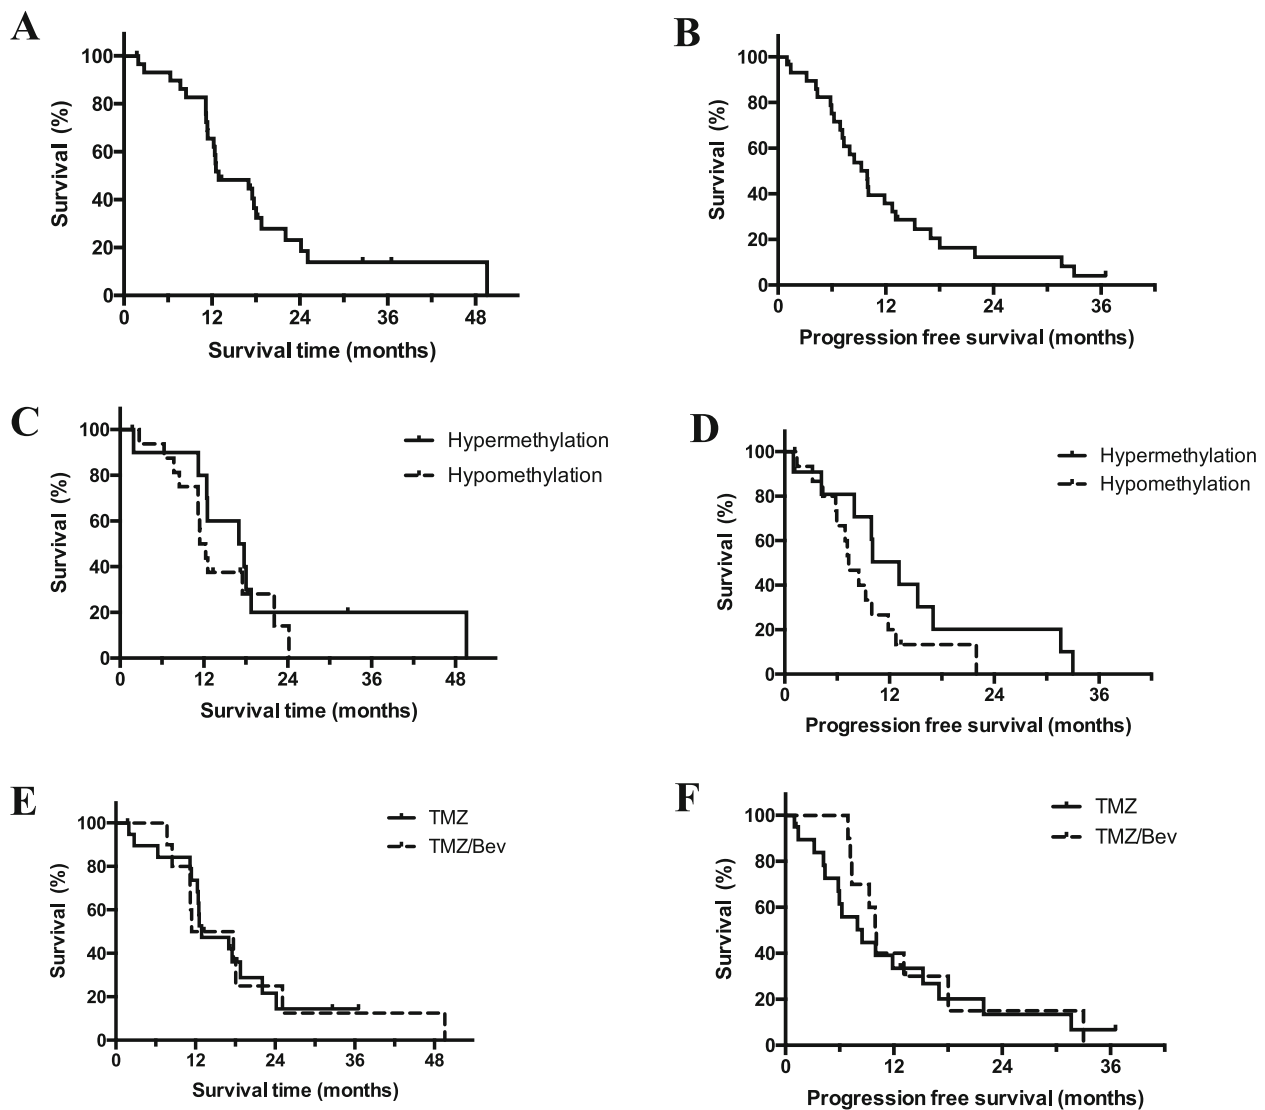 A
100
80
60
40
20
0
0 12 24 36 48
Survival (%)
Survival time (months)
B
100
80
60
40
20
0
0 12 24 36
Survival (%)
Progression free survival (months)
C
100
80
60
40
20
0
0 12 24 36 48
Survival (%)
Survival time (months)
Hypermethylation
Hypomethylation
D
100
80
60
40
20
0
0 12 24 36
Survival (%)
Progression free survival (months)
Hypermethylation
Hypomethylation
E
100
80
60
40
20
0
0 12 24 36 48
Survival (%)
Survival time (months)
TMZ
TMZ/Bev
F
100
80
60
40
20
0
0 12 24 36
Survival (%)
Progression free survival (months)
TMZ
TMZ/Bev